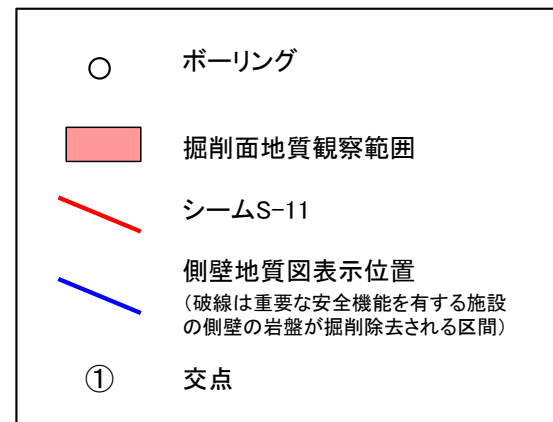 ボーリング
掘削面地質観察範囲
シームS-11
側壁地質図表示位置
(破線は重要な安全機能を有する施設
の側壁の岩盤が掘削除去される区間)
① 交点